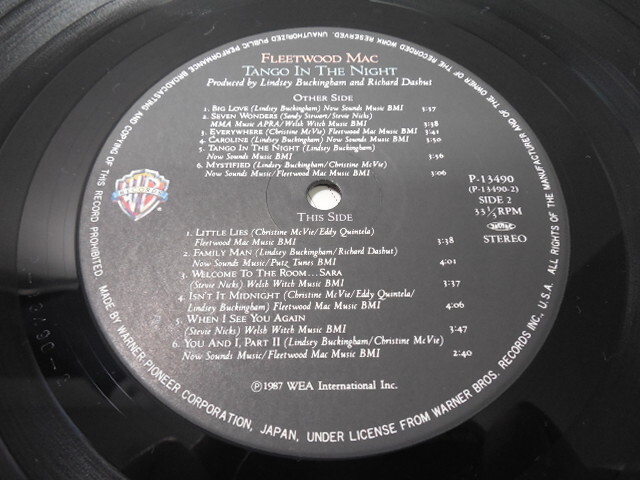 FLEETWOOD MAC
TANGO IN THE NIGHT
Produced by Lindsey Buckingham and Richard Dashut
OTHER SIDE
1. BIG LOVE (Lindsey Buckingham) Now Sounds Music BMI 3:37
2. SEVEN WONDERS (Sandy Stewart/Stevie Nicks)
MMA Music APRA/Welsh Witch Music BMI 3:38
3. EVERYWHERE (Christine McVie) Fleetwood Mac Music BMI 3:41
4. CAROLINE (Lindsey Buckingham) Now Sounds Music BMI 3:50
5. TANGO IN THE NIGHT (Lindsey Buckingham)
Now Sounds Music BMI 3:56
6. MYSTIFIED (Lindsey Buckingham/Christine McVie)
Now Sounds Music/Fleetwood Mac Music BMI 3:06
P-13490
(P-13490-2)
SIDE 2
33 1/3 RPM
STEREO
WB
RECORDS
THIS SIDE
1. LITTLE LIES (Christine McVie/Eddy Quintela)
Fleetwood Mac Music BMI 3:38
2. FAMILY MAN (Lindsey Buckingham/Richard Dashut)
Now Sounds Music/Putz Tunes BMI 4:01
3. WELCOME TO THE ROOM...SARA
(Stevie Nicks) Welsh Witch Music BMI 3:37
4. ISN'T IT MIDNIGHT (Christine McVie/Eddy Quintela/
Lindsey Buckingham) Fleetwood Mac Music BMI 4:06
5. WHEN I SEE YOU AGAIN
(Stevie Nicks) Welsh Witch Music BMI 3:47
6. YOU AND I, PART II (Lindsey Buckingham/Christine McVie)
Now Sounds Music/Fleetwood Mac Music BMI 2:40
℗1987 WEA International Inc.
MADE BY WARNER-PIONEER CORPORATION, JAPAN, UNDER LICENSE FROM WARNER BROS. RECORDS INC., U.S.A. ALL RIGHTS OF THE MANUFACTURER AND OF THE OWNER OF THE RECORDED WORK RESERVED. UNAUTHORIZED PUBLIC PERFORMANCE BROADCASTING AND COPYING OF THIS RECORD PROHIBITED.